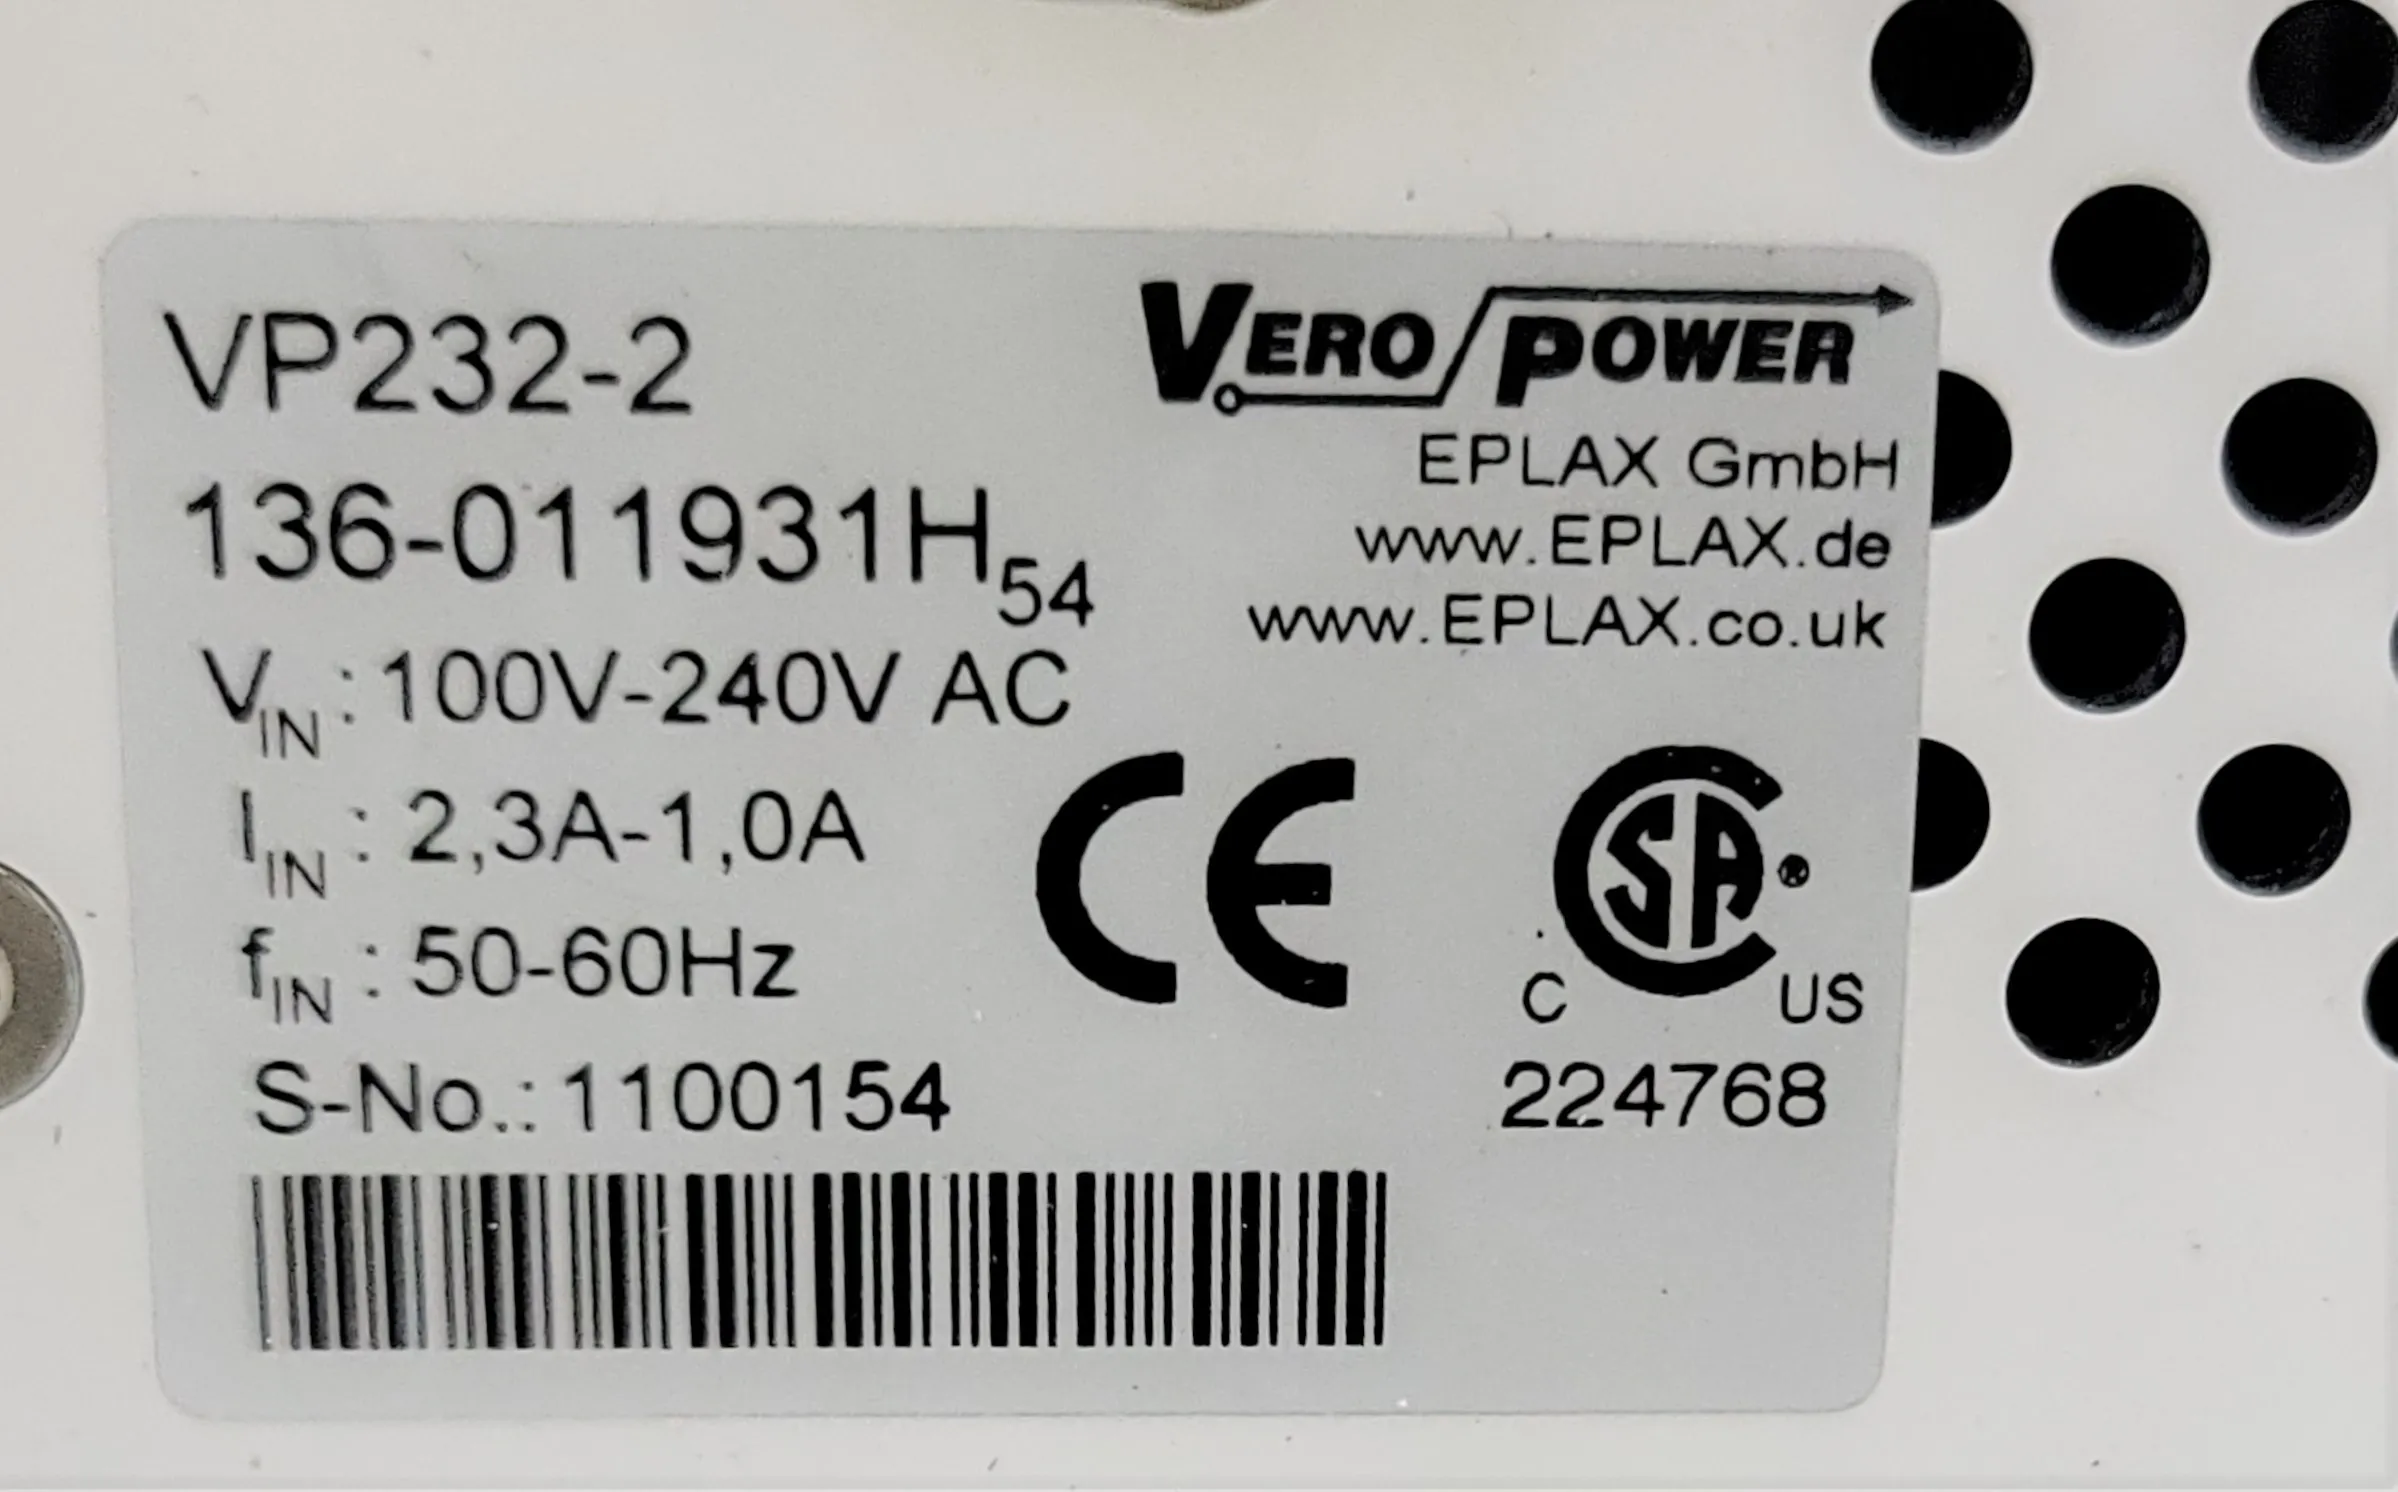 VP232-2
VERO POWER
136-011931H54
EPLAX GmbH
www.EPLAX.de
www.EPLAX.co.uk
VIN: 100V-240V AC
IIN: 2,3A-1,0A
fIN: 50-60Hz
CE
CSA
C US
S-No.: 1100154
224768